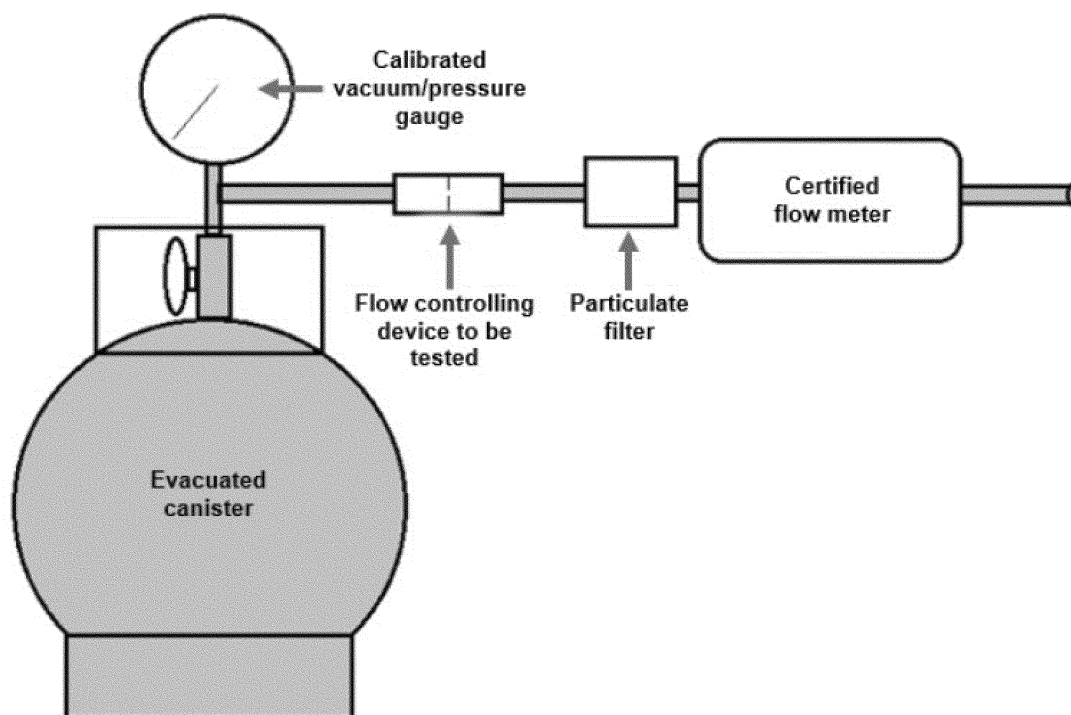 Calibrated
vacuum/pressure
gauge
Certified
flow meter
Flow controlling
device to be
tested
Particulate
filter
Evacuated
canister